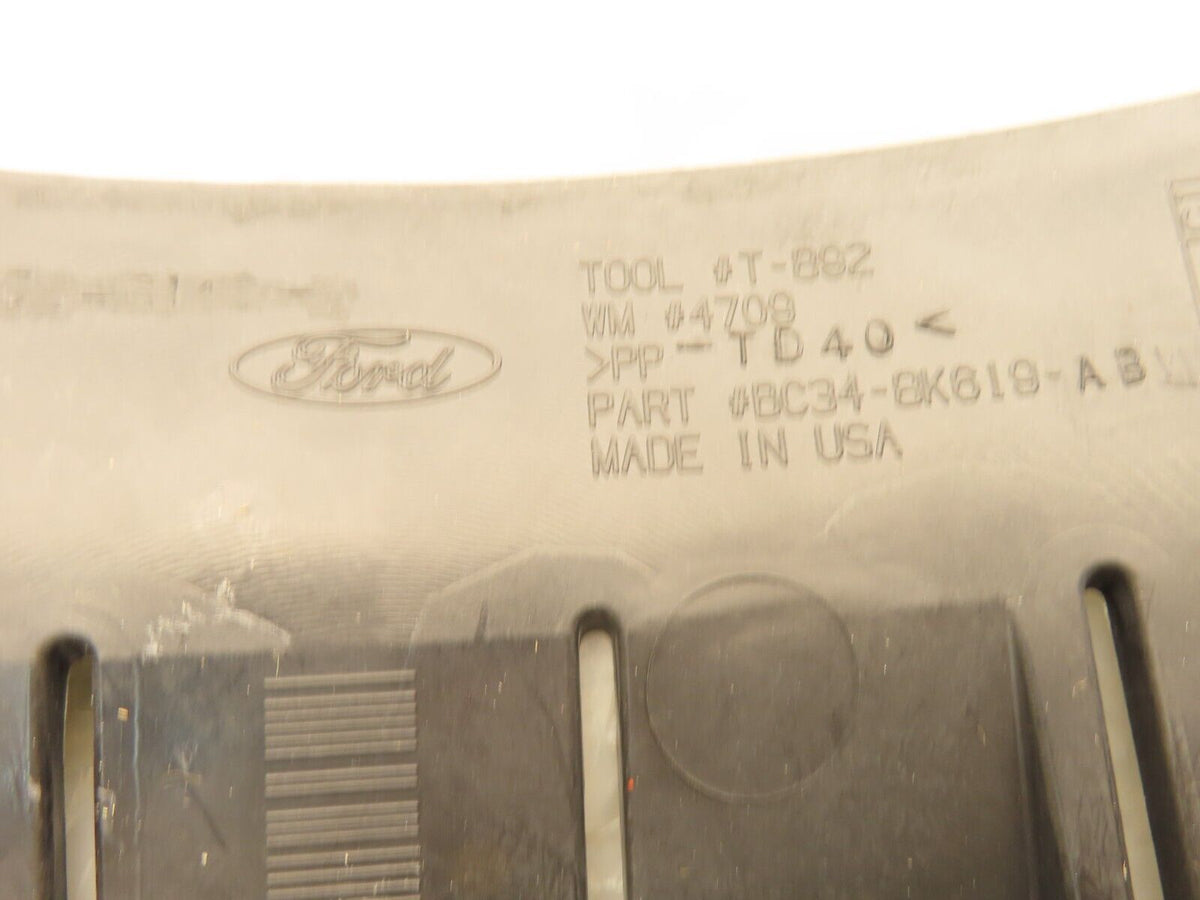 Ford
TOOL #T-892
WM #4709
>PP-TD40<
PART #BC34-8K619-AB
MADE IN USA